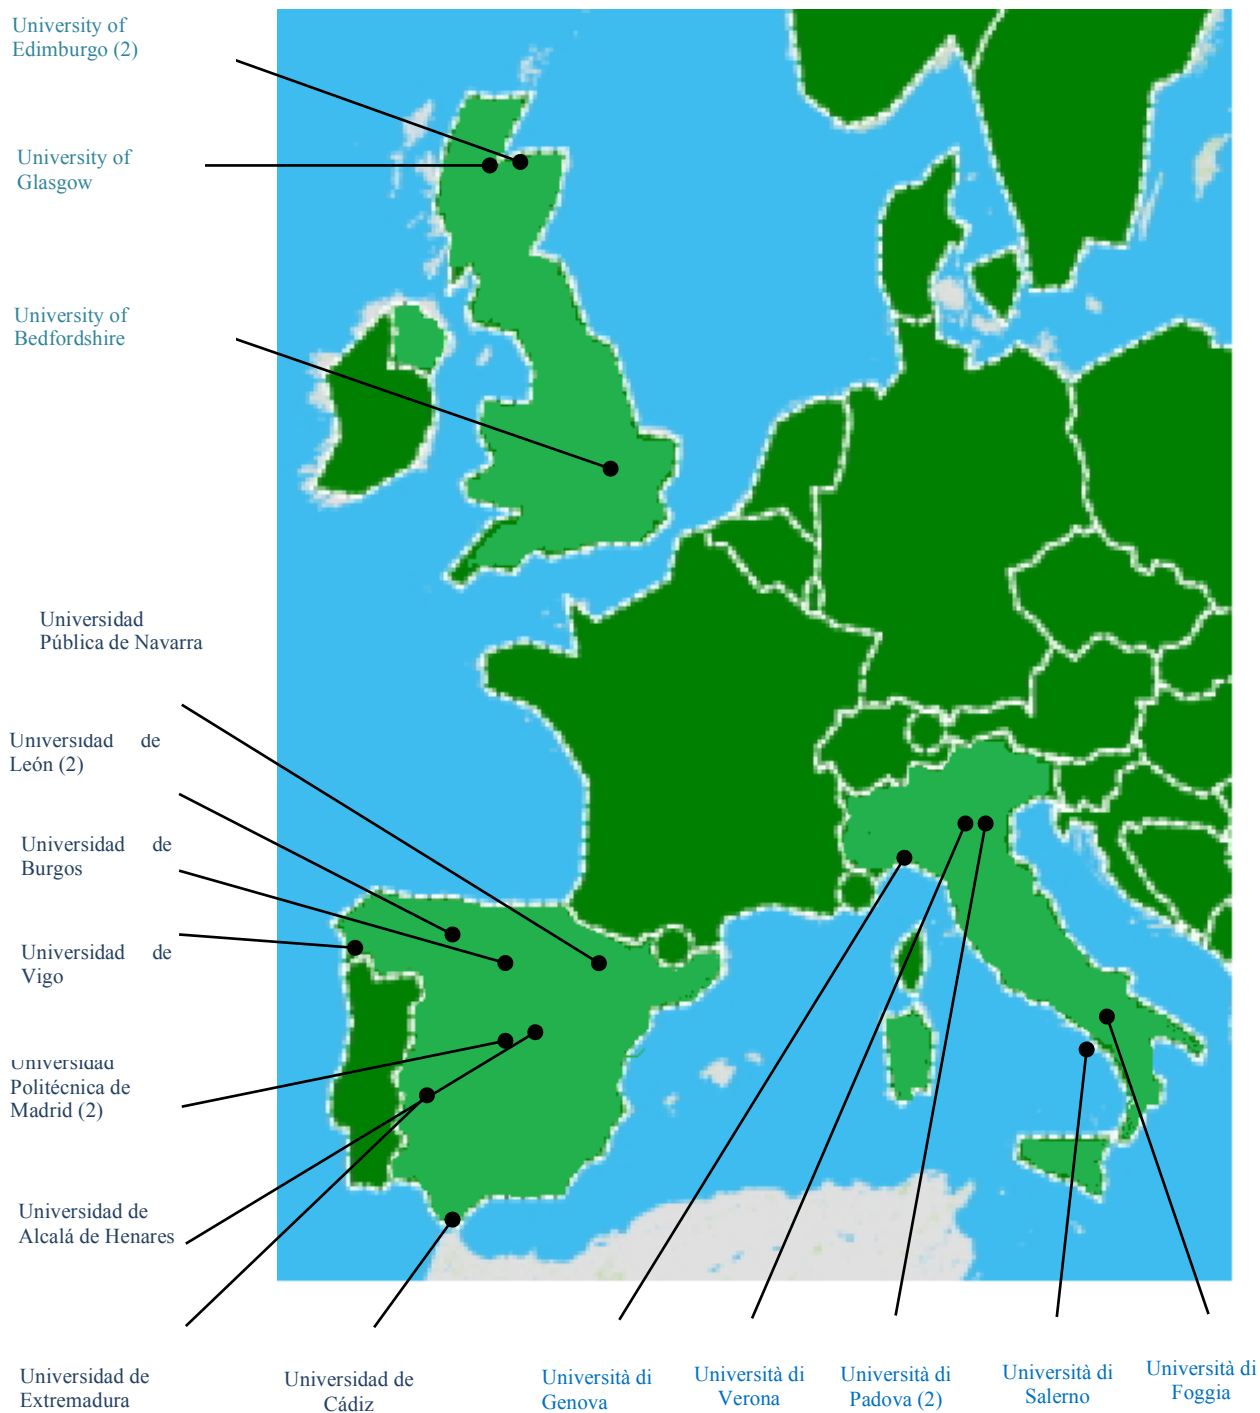 University of
Edimburgo (2)
University of
Glasgow
University of
Bedfordshire
Universidad
Pública de Navarra
Universidad de
León (2)
Universidad de
Burgos
Universidad de
Vigo
Universidad
Politécnica de
Madrid (2)
Universidad de
Alcalá de Henares
Universidad de
Extremadura
Universidad de
Cádiz
Università di
Genova
Università di
Verona
Università di
Padova (2)
Università di
Salerno
Università di
Foggia